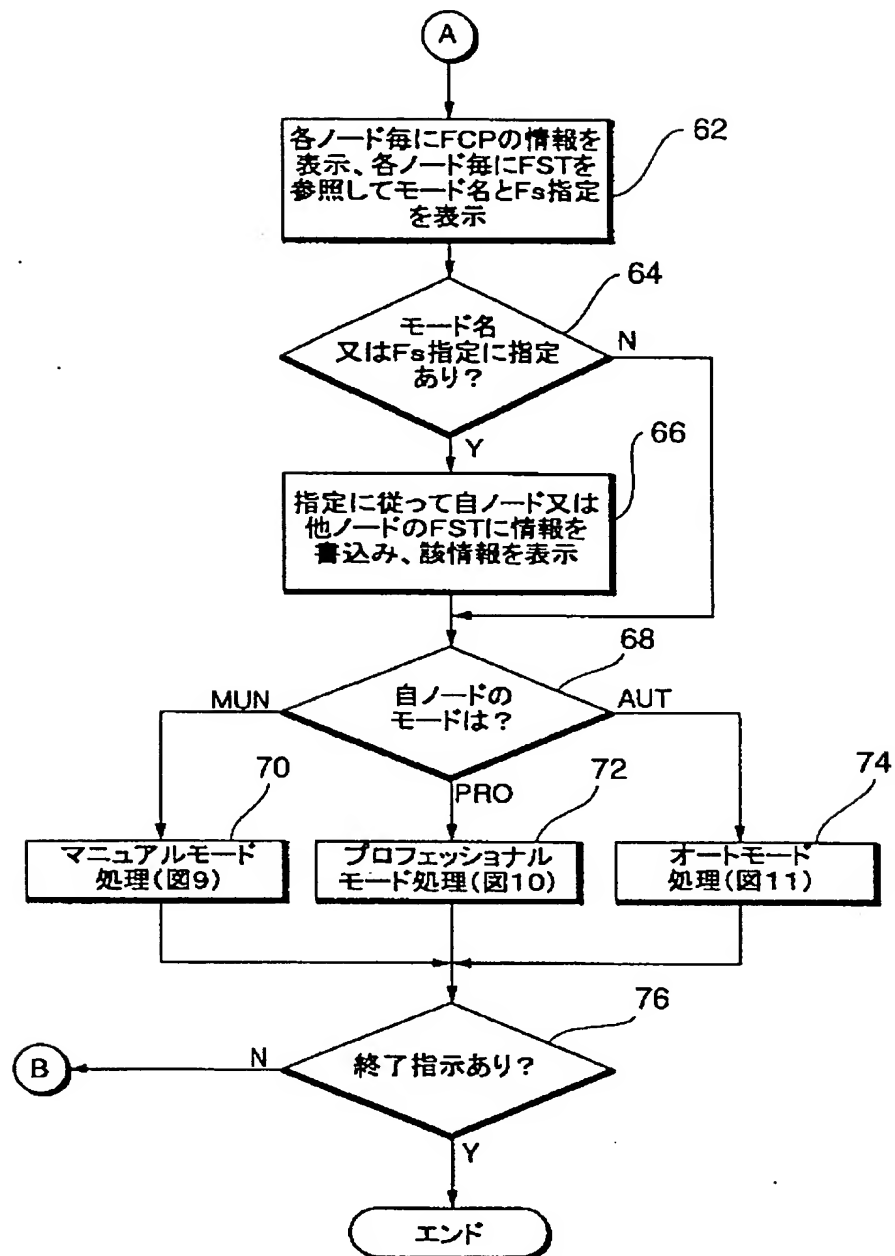 A
各ノード毎にFCPの情報を
表示、各ノード毎にFSTを
参照してモード名とFs指定
を表示
62
モード名
又はFs指定に指定
あり?
64
N
Y
指定に従って自ノード又は
他ノードのFSTに情報を
書込み、該情報を表示
66
自ノードの
モードは?
68
MUN
AUT
PRO
マニュアルモード
処理(図9)
70
プロフェッショナル
モード処理(図10)
72
オートモード
処理(図11)
74
終了指示あり?
76
N
B
Y
エンド